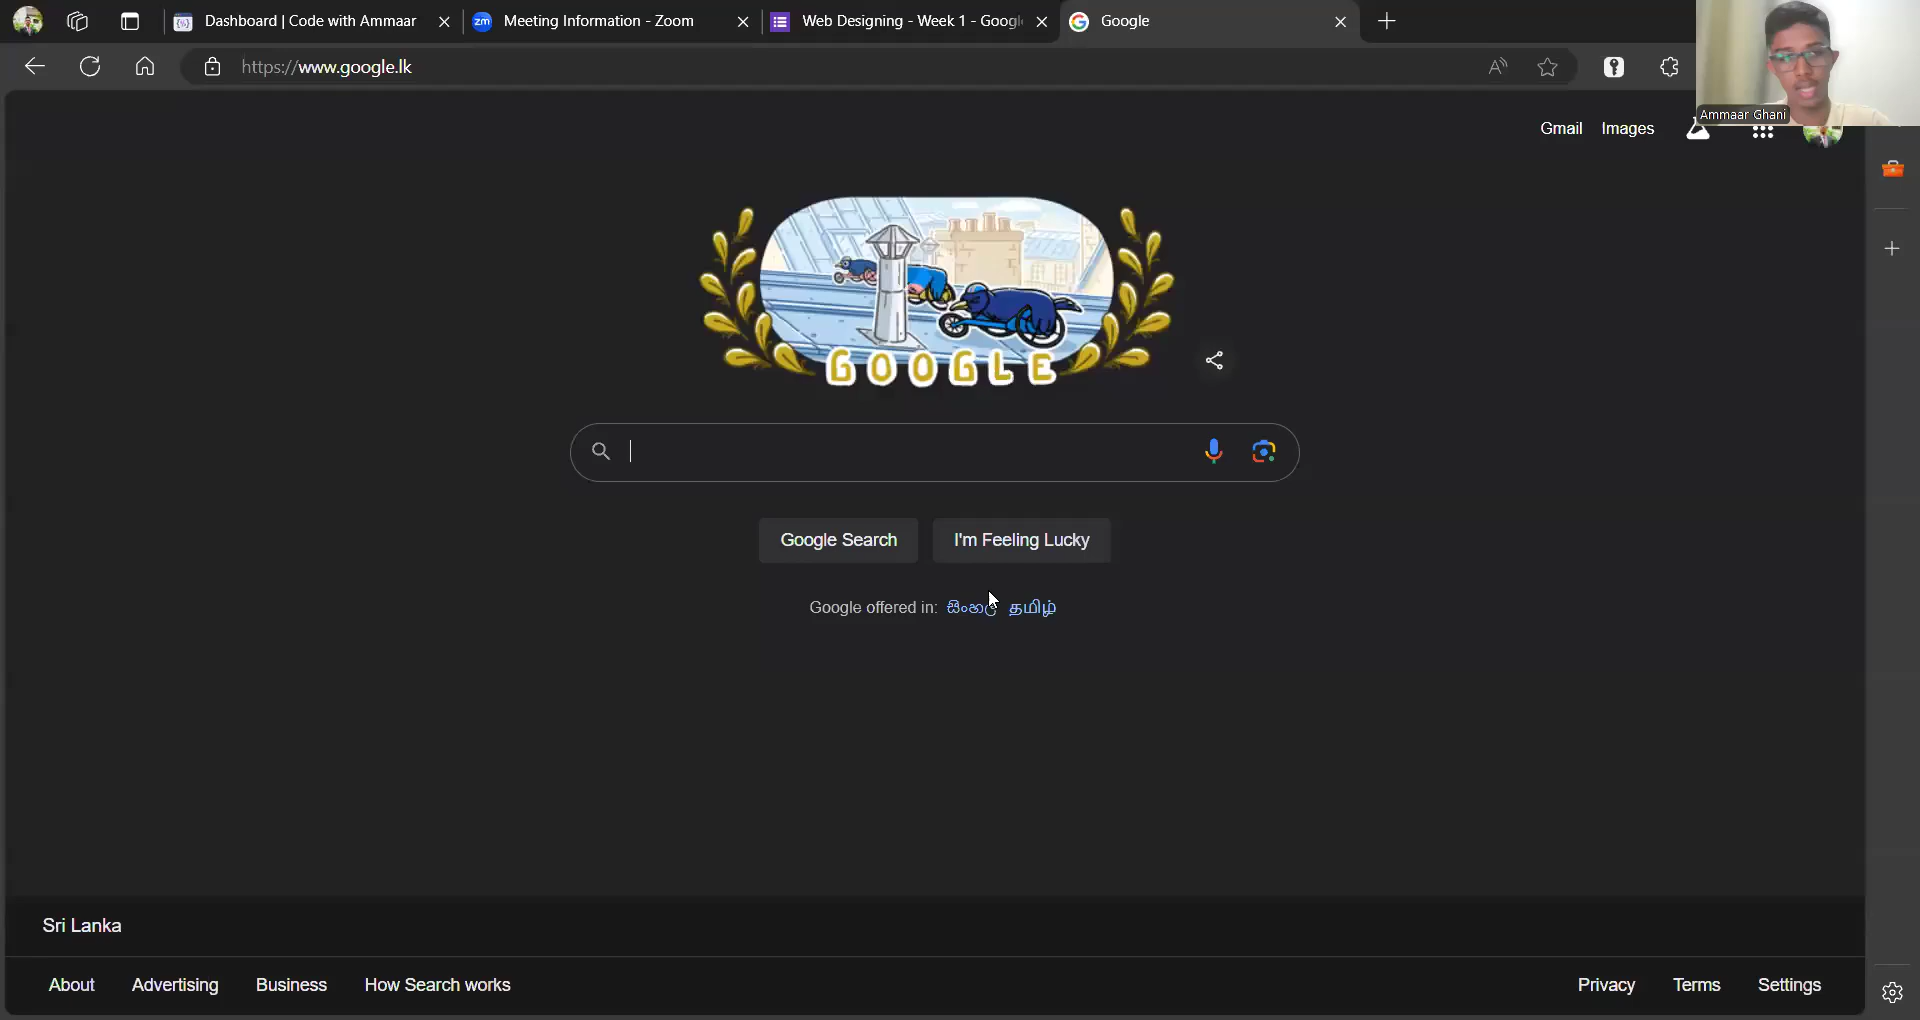 Dashboard | Code with Ammaar
zm
Meeting Information - Zoom
Web Designing - Week 1 - Googl
Google
https://www.google.lk
Ammaar Ghani
Gmail
Images
GOOGLE
Google Search
I'm Feeling Lucky
Google offered in: සිංහල தமிழ்
Sri Lanka
About
Advertising
Business
How Search works
Privacy
Terms
Settings